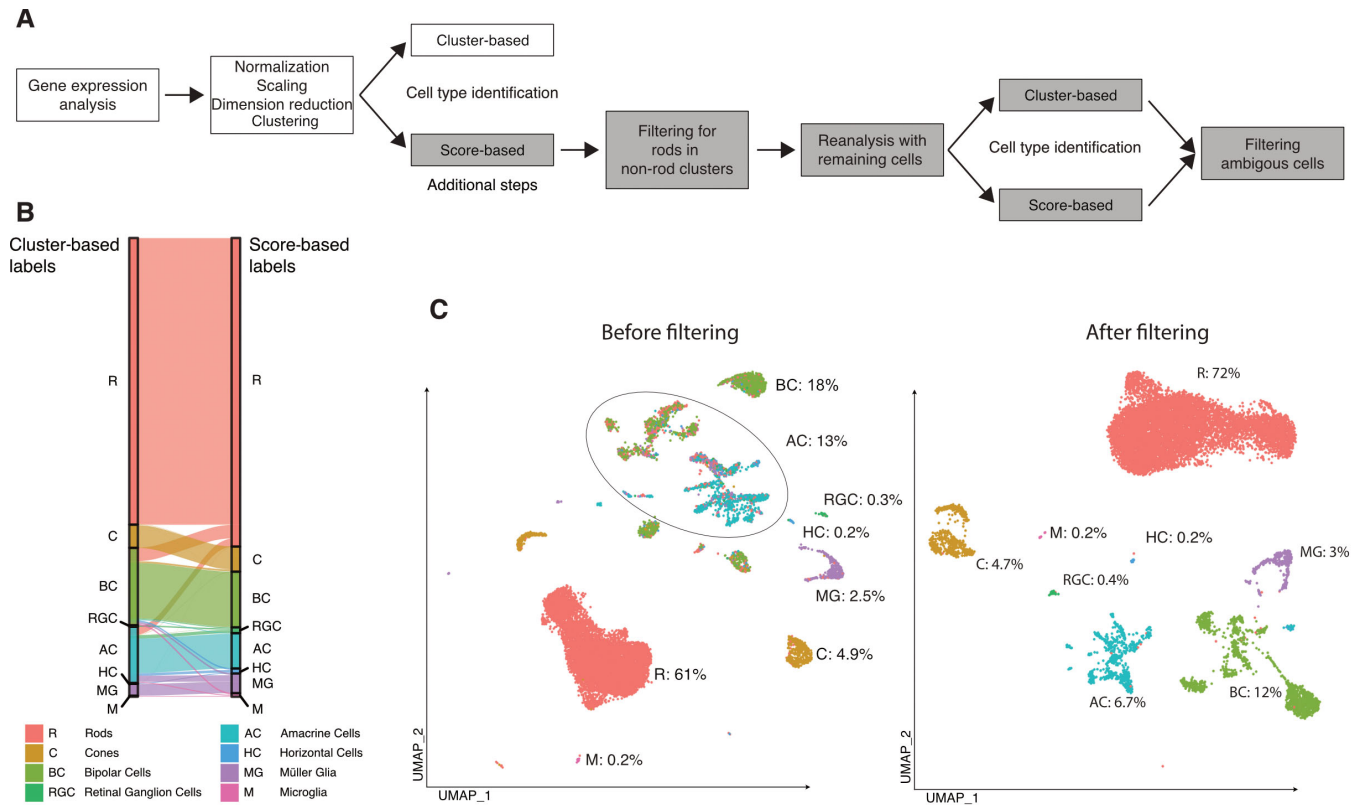 A
Gene expression
analysis
Normalization
Scaling
Dimension reduction
Clustering
Cluster-based
Cell type identification
Score-based
Additional steps
Filtering for
rods in
non-rod clusters
Reanalysis with
remaining cells
Cluster-based
Cell type identification
Score-based
Filtering
ambigous cells
B
Cluster-based
labels
Score-based
labels
R
C
BC
RGC
AC
HC
MG
M
R
C
BC
RGC
AC
HC
MG
M
R Rods
C Cones
BC Bipolar Cells
RGC Retinal Ganglion Cells
AC Amacrine Cells
HC Horizontal Cells
MG Müller Glia
M Microglia
C
Before filtering
BC: 18%
AC: 13%
RGC: 0.3%
HC: 0.2%
MG: 2.5%
C: 4.9%
R: 61%
M: 0.2%
UMAP_2
UMAP_1
After filtering
R: 72%
M: 0.2%
HC: 0.2%
MG: 3%
C: 4.7%
RGC: 0.4%
AC: 6.7%
BC: 12%
UMAP_2
UMAP_1